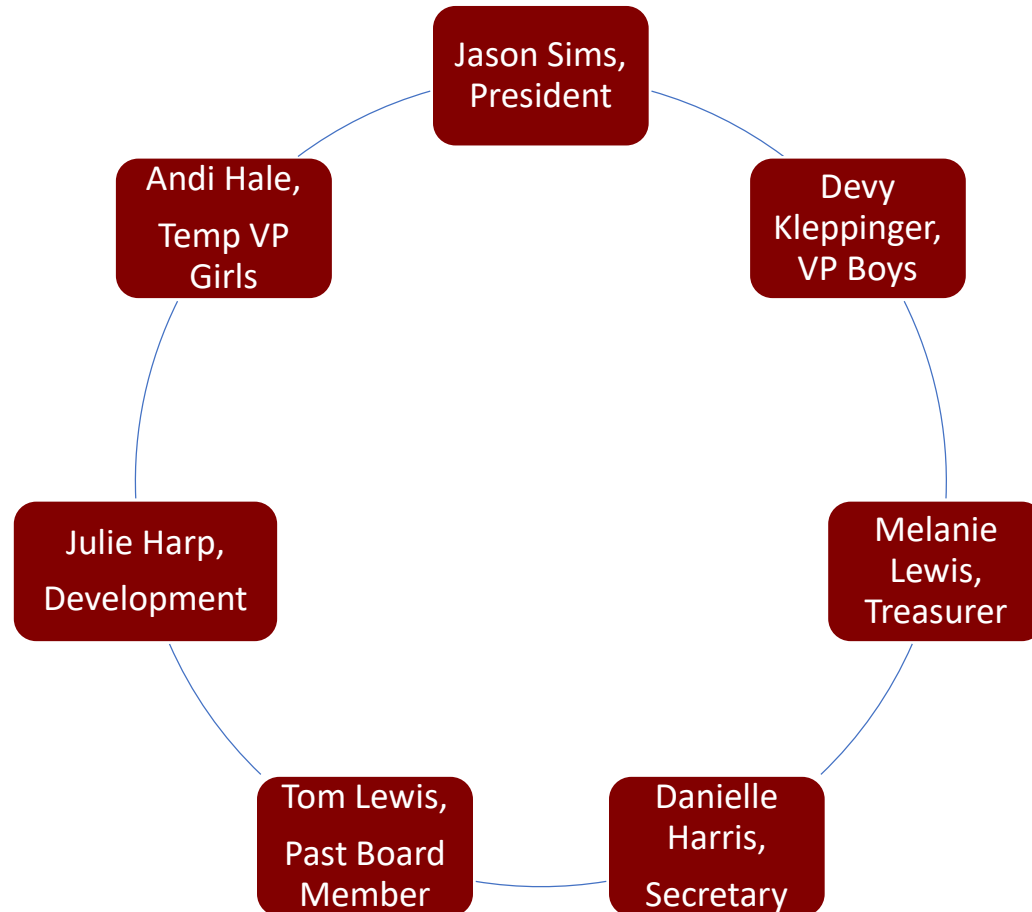 Jason Sims,
President
Devy
Kleppinger,
VP Boys
Melanie
Lewis,
Treasurer
Danielle
Harris,
Secretary
Tom Lewis,
Past Board
Member
Julie Harp,
Development
Andi Hale,
Temp VP
Girls